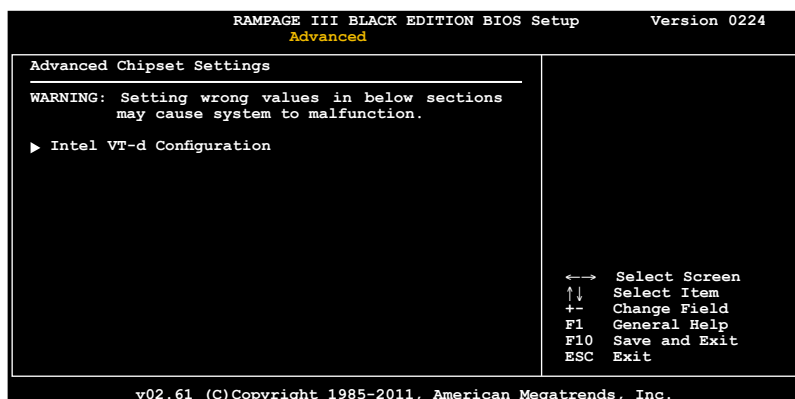 RAMPAGE III BLACK EDITION BIOS Setup Version 0224
Advanced
Advanced Chipset Settings
WARNING: Setting wrong values in below sections
may cause system to malfunction.
▶ Intel VT-d Configuration
←→ Select Screen
↑↓ Select Item
+- Change Field
F1 General Help
F10 Save and Exit
ESC Exit
v02.61 (C)Copyright 1985-2011, American Megatrends, Inc.